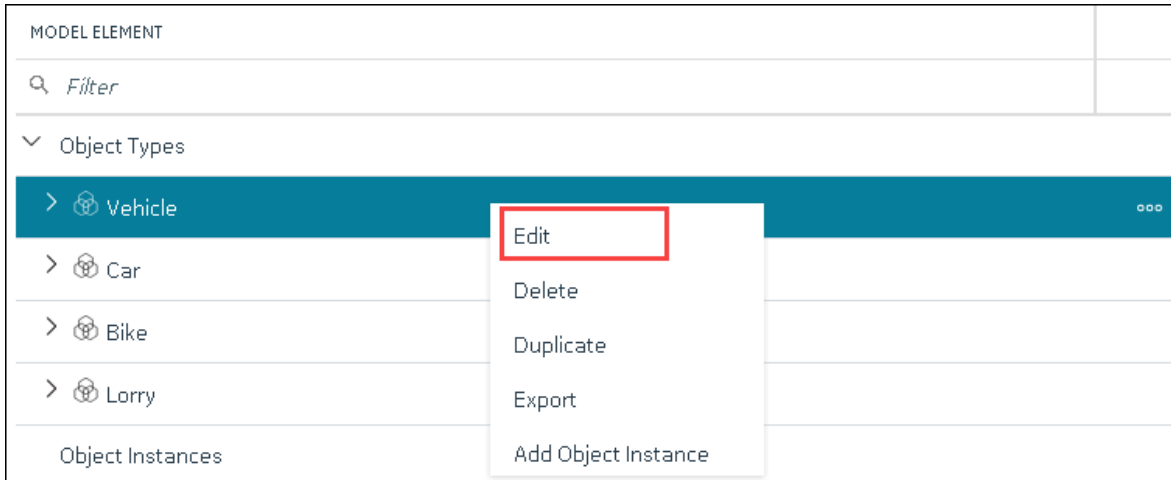 MODEL ELEMENT
Filter
Object Types
Vehicle
Edit
Car
Delete
Bike
Duplicate
Lorry
Export
Object Instances
Add Object Instance